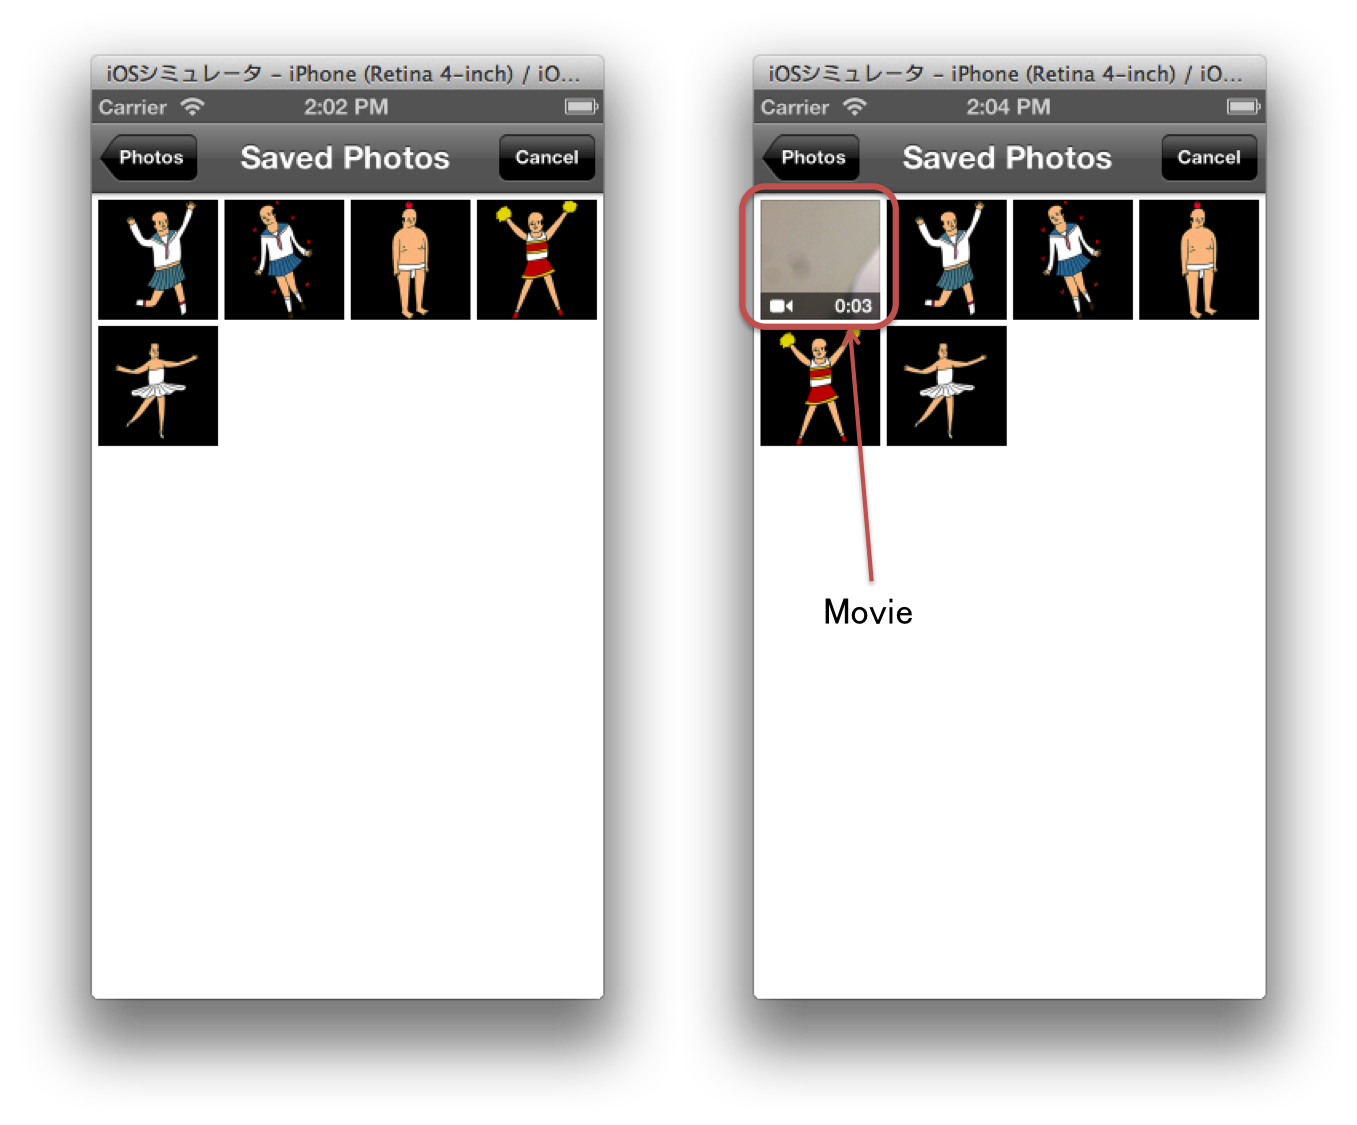 iOSシミュレータ – iPhone (Retina 4-inch) / iO...
Carrier 2:02 PM
Photos Saved Photos Cancel
iOSシミュレータ – iPhone (Retina 4-inch) / iO...
Carrier 2:04 PM
Photos Saved Photos Cancel
0:03
Movie